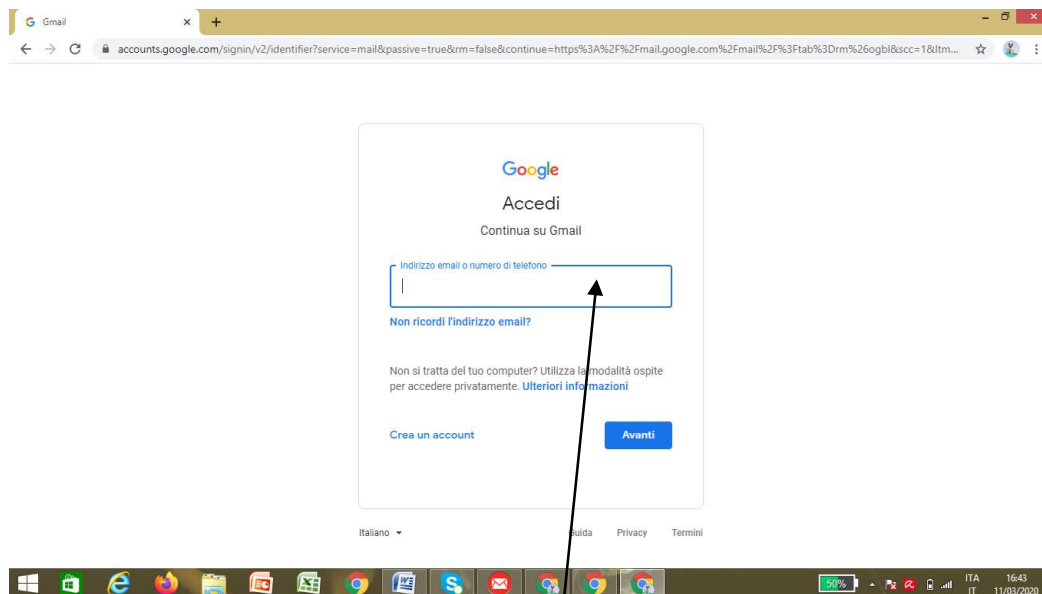 Gmail
accounts.google.com/signin/v2/identifier?service=mail&passive=true&rm=false&continue=https%3A%2F%2Fmail.google.com%2Fmail%2F%3Ftab%3Drm%26ogbl&scc=1&ltm...
Google
Accedi
Continua su Gmail
Indirizzo email o numero di telefono
Non ricordi l'indirizzo email?
Non si tratta del tuo computer? Utilizza la modalità ospite
per accedere privatamente. Ulteriori informazioni
Crea un account
Avanti
Italiano
Guida Privacy Termini
50%
ITA 16:43
IT 11/03/2020